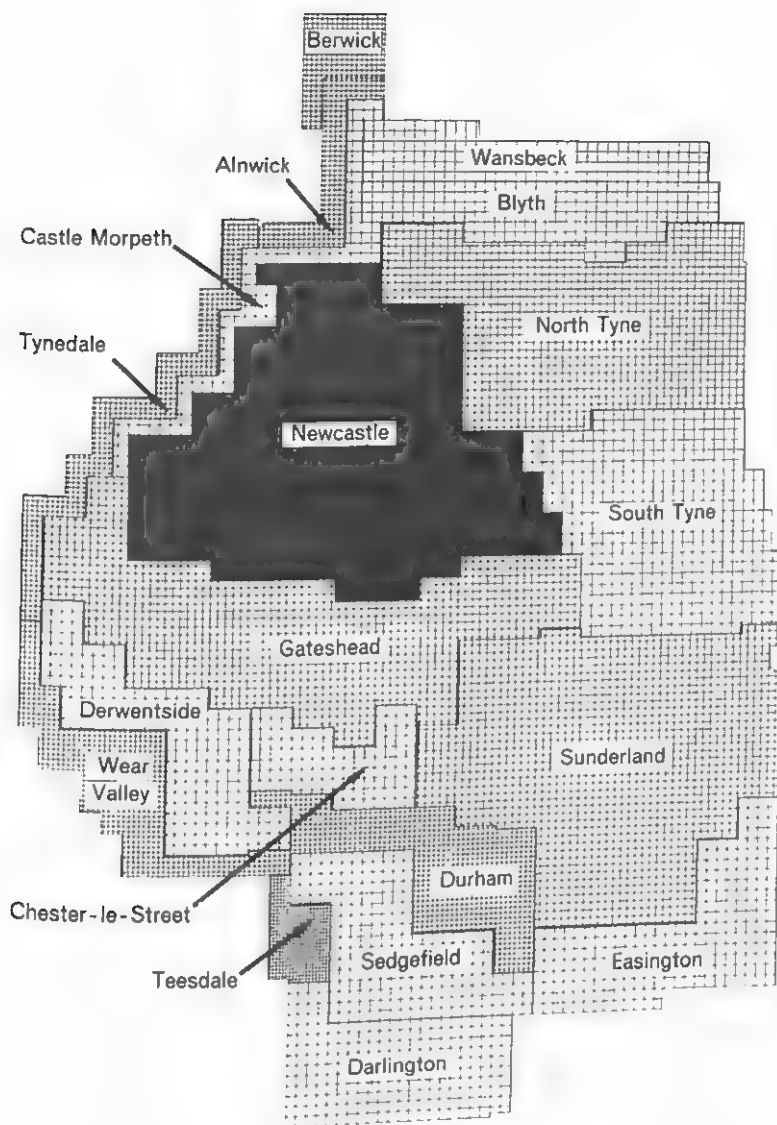 Berwick
Wansbeck
Alnwick
Blyth
Castle Morpeth
North Tyne
Tynedale
Newcastle
South Tyne
Gateshead
Derwentside
Sunderland
Wear
Valley
Durham
Chester-le-Street
Sedgefield
Easington
Teesdale
Darlington